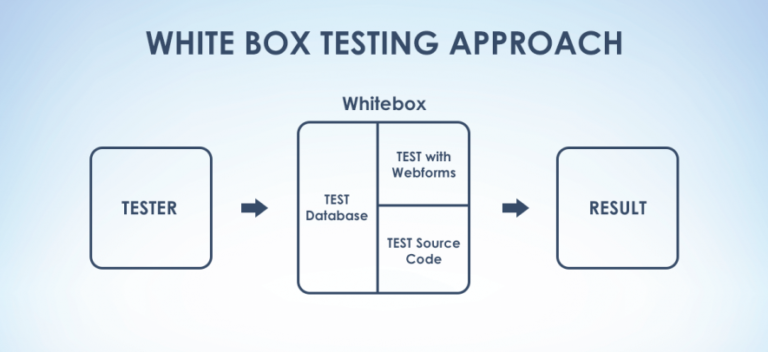 WHITE BOX TESTING APPROACH
Whitebox
TESTER
TEST
Database
TEST with
Webforms
TEST Source
Code
RESULT